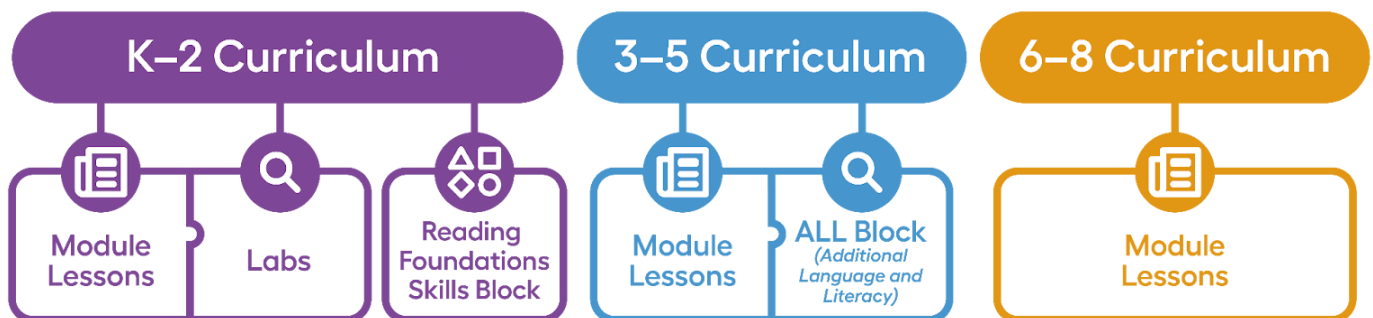 K–2 Curriculum
Module
Lessons
Labs
Reading
Foundations
Skills Block
3–5 Curriculum
Module
Lessons
ALL Block
(Additional
Language and
Literacy)
6–8 Curriculum
Module
Lessons